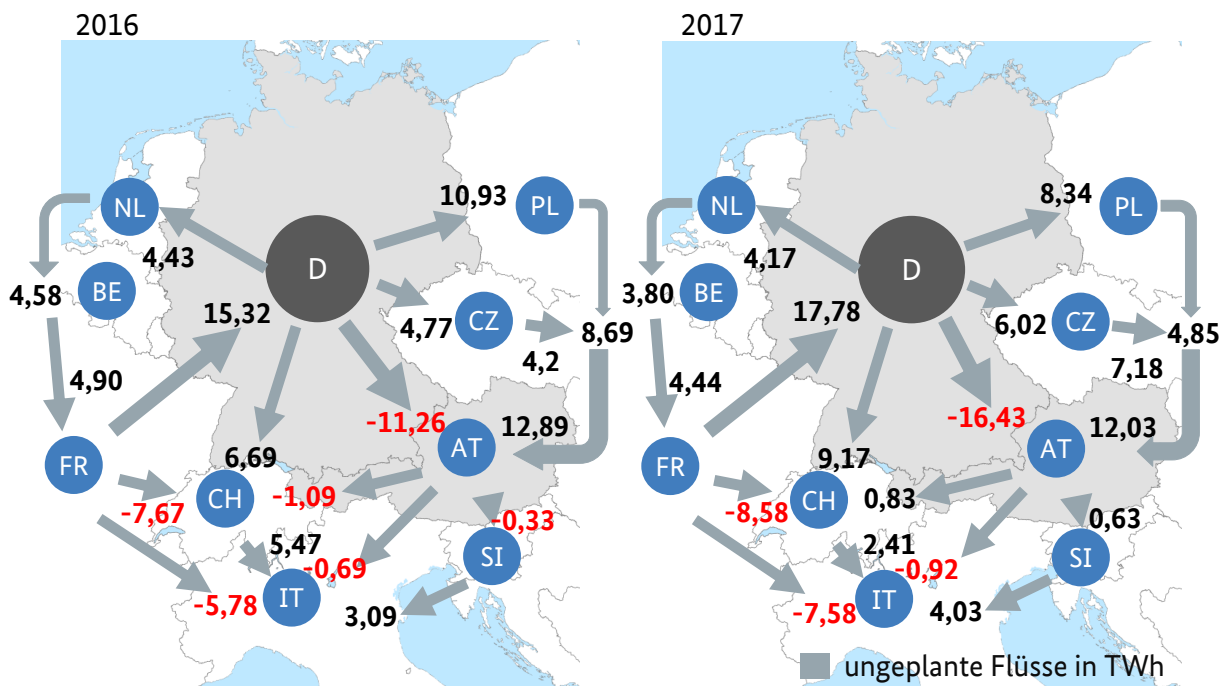 2016
10,93
PL
NL
4,43
D
4,58
BE
15,32
4,77
CZ
8,69
4,2
4,90
-11,26
12,89
AT
FR
6,69
CH
-1,09
-7,67
-0,33
5,47
SI
-0,69
IT
-5,78
3,09
2017
8,34
PL
NL
4,17
D
3,80
BE
17,78
6,02
CZ
4,85
7,18
4,44
-16,43
12,03
AT
FR
9,17
CH
0,83
-8,58
0,63
2,41
SI
-0,92
IT
-7,58
4,03
ungeplante Flüsse in TWh